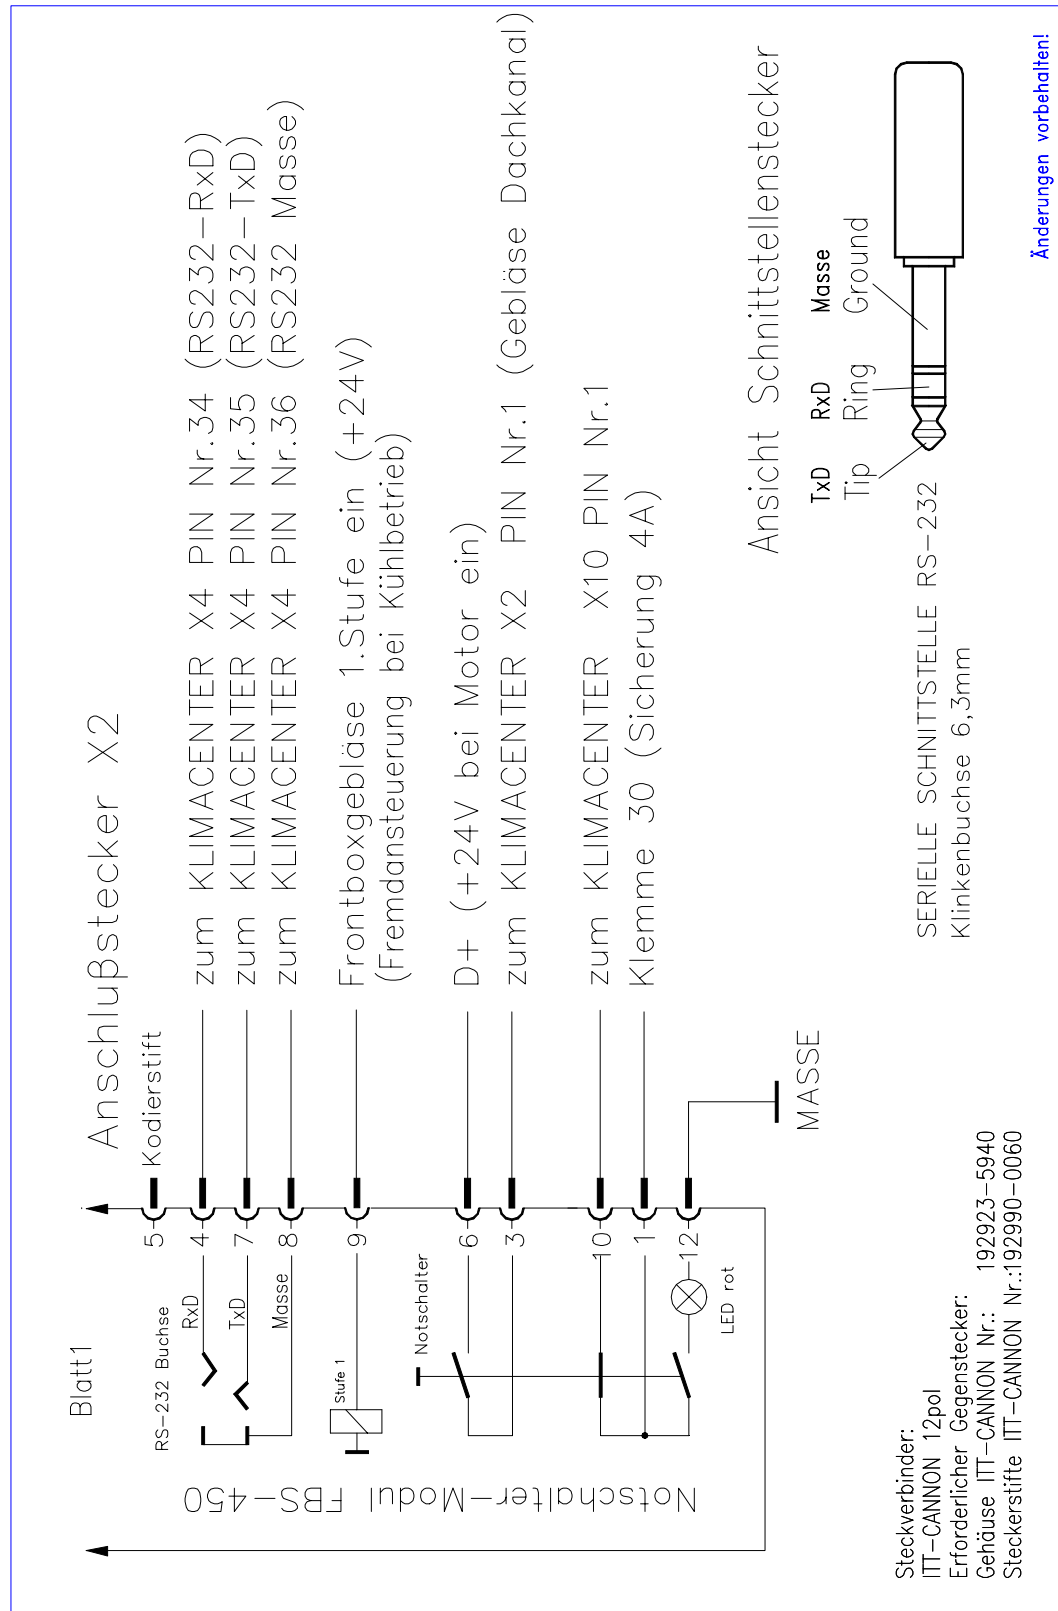 Blatt1
Anschlußstecker X2
5 Kodierstift
RS-232 Buchse
RxD 4 zum KLIMACENTER X4 PIN Nr.34 (RS232-RxD)
TxD 7 zum KLIMACENTER X4 PIN Nr.35 (RS232-TxD)
Masse 8 zum KLIMACENTER X4 PIN Nr.36 (RS232 Masse)
Stufe 1 9 Frontboxgebläse 1.Stufe ein (+24V)
(Fremdansteuerung bei Kühlbetrieb)
Notschalter
6 D+ (+24V bei Motor ein)
3 zum KLIMACENTER X2 PIN Nr.1 (Gebläse Dachkanal)
10 zum KLIMACENTER X10 PIN Nr.1
1 Klemme 30 (Sicherung 4A)
12
LED rot
MASSE
Notschalter-Modul FBS-450
Ansicht Schnittstellenstecker
TxD RxD Masse
Tip Ring Ground
SERIELLE SCHNITTSTELLE RS-232
Klinkenbuchse 6,3mm
Steckverbinder:
ITT-CANNON 12pol
Erforderlicher Gegenstecker:
Gehäuse ITT-CANNON Nr.: 192923-5940
Steckerstifte ITT-CANNON Nr.:192990-0060
Änderungen vorbehalten!